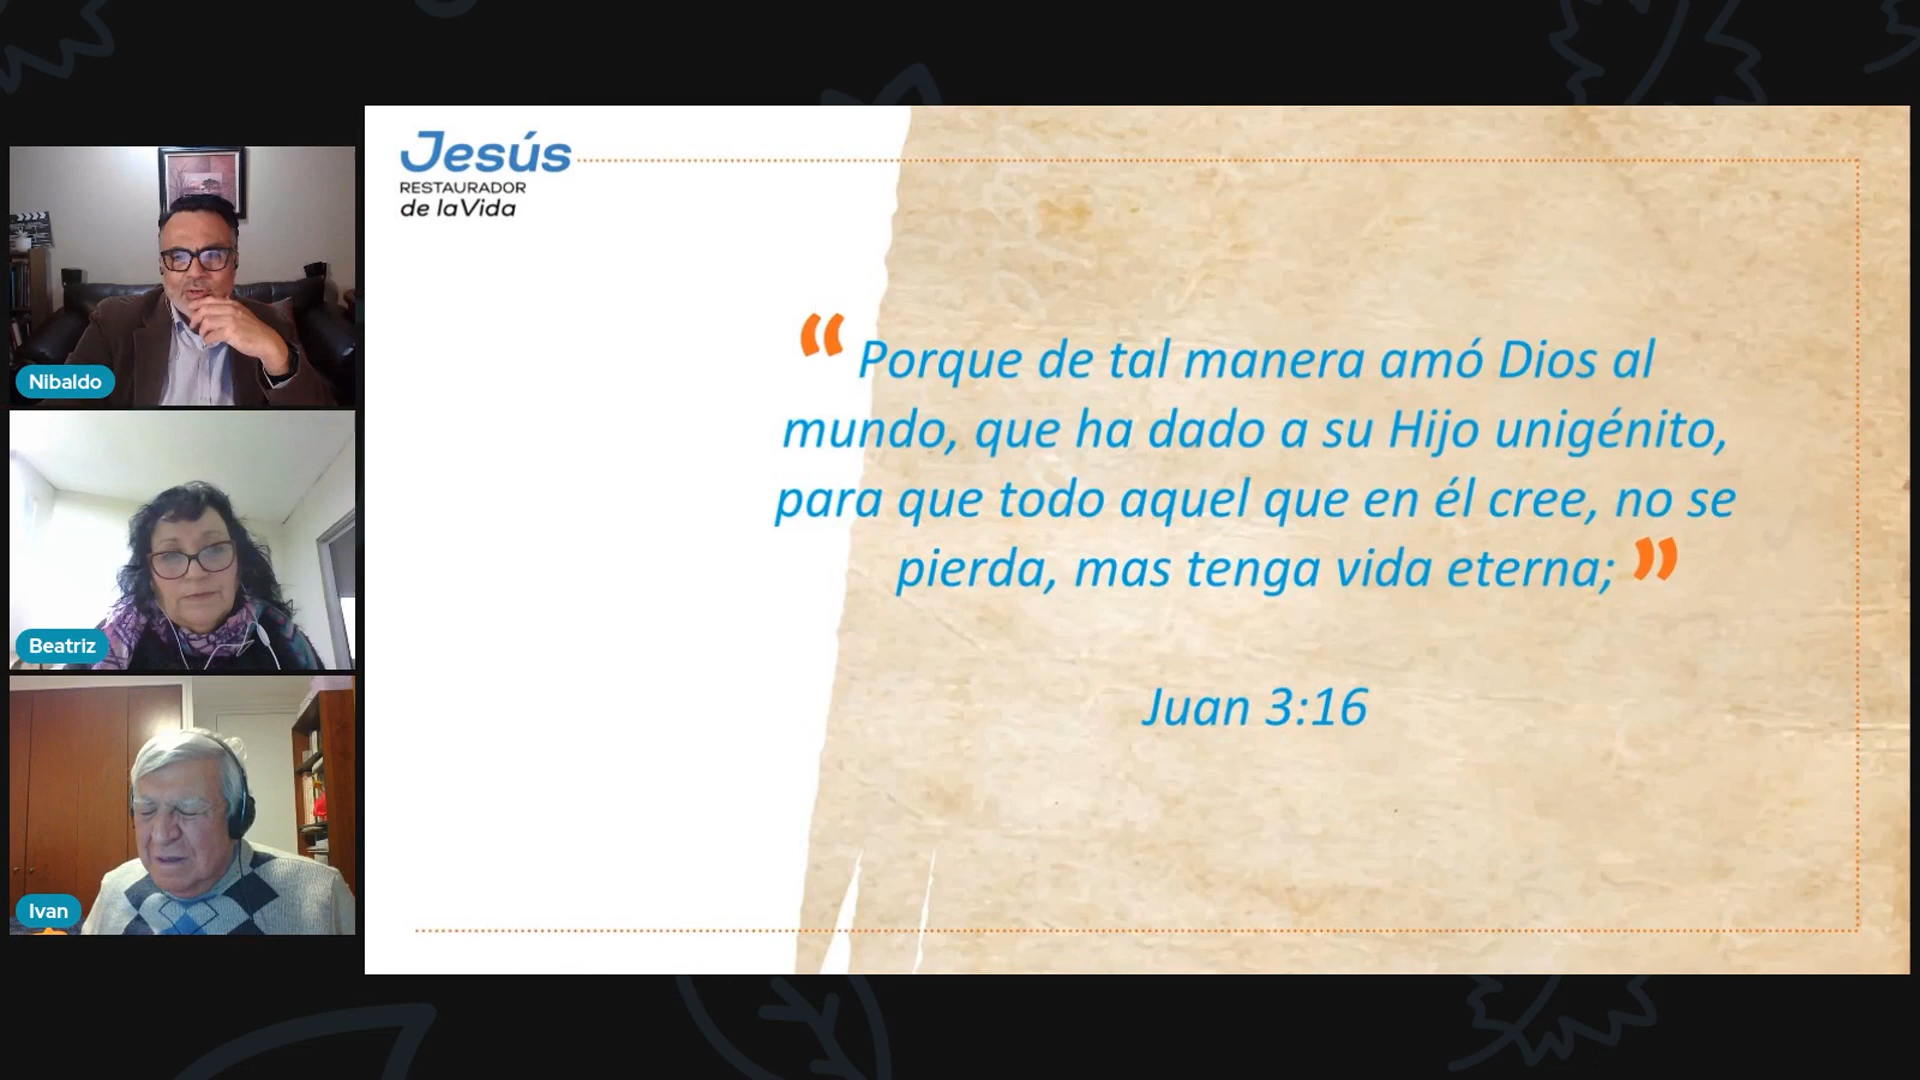 Jesús
RESTAURADOR
de la Vida
“ Porque de tal manera amó Dios al
mundo, que ha dado a su Hijo unigénito,
para que todo aquel que en él cree, no se
pierda, mas tenga vida eterna; ”
Juan 3:16
Nibaldo
Beatriz
Ivan